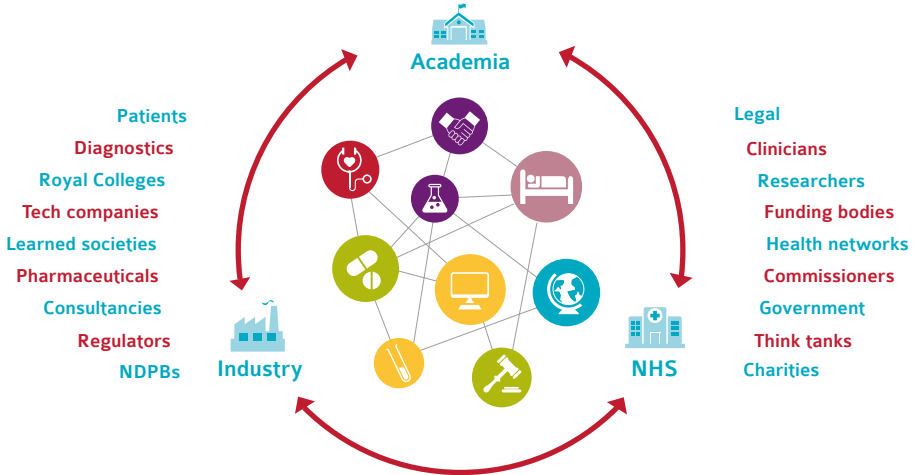 Academia
Patients
Diagnostics
Royal Colleges
Tech companies
Learned societies
Pharmaceuticals
Consultancies
Regulators
NDPBs
Industry
Legal
Clinicians
Researchers
Funding bodies
Health networks
Commissioners
Government
Think tanks
Charities
NHS